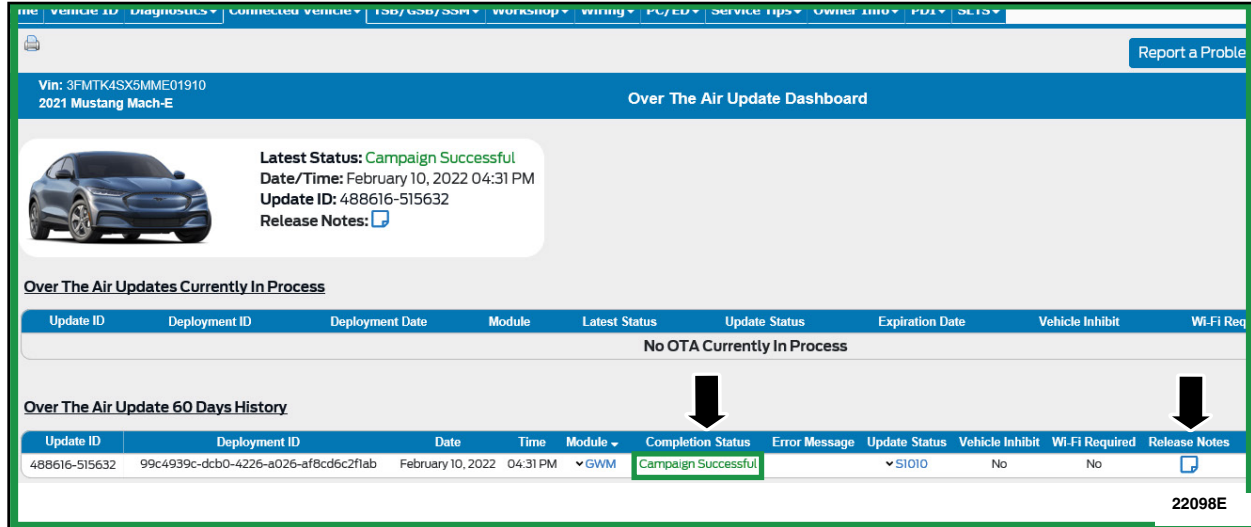 me Vehicle ID Diagnostics Connected Vehicle TSB/GSB/SSM Workshop Wiring PC/ED Service Tips Owner Info PDI SLTS
Report a Proble
Vin: 3FMTK4SX5MME01910
2021 Mustang Mach-E
Over The Air Update Dashboard
Latest Status: Campaign Successful
Date/Time: February 10, 2022 04:31 PM
Update ID: 488616-515632
Release Notes:
Over The Air Updates Currently In Process
Update ID Deployment ID Deployment Date Module Latest Status Update Status Expiration Date Vehicle Inhibit Wi-Fi Req
No OTA Currently In Process
Over The Air Update 60 Days History
Update ID Deployment ID Date Time Module Completion Status Error Message Update Status Vehicle Inhibit Wi-Fi Required Release Notes
488616-515632 99c4939c-dcb0-4226-a026-af8cd6c2f1ab February 10, 2022 04:31 PM GWM Campaign Successful S1010 No No
22098E